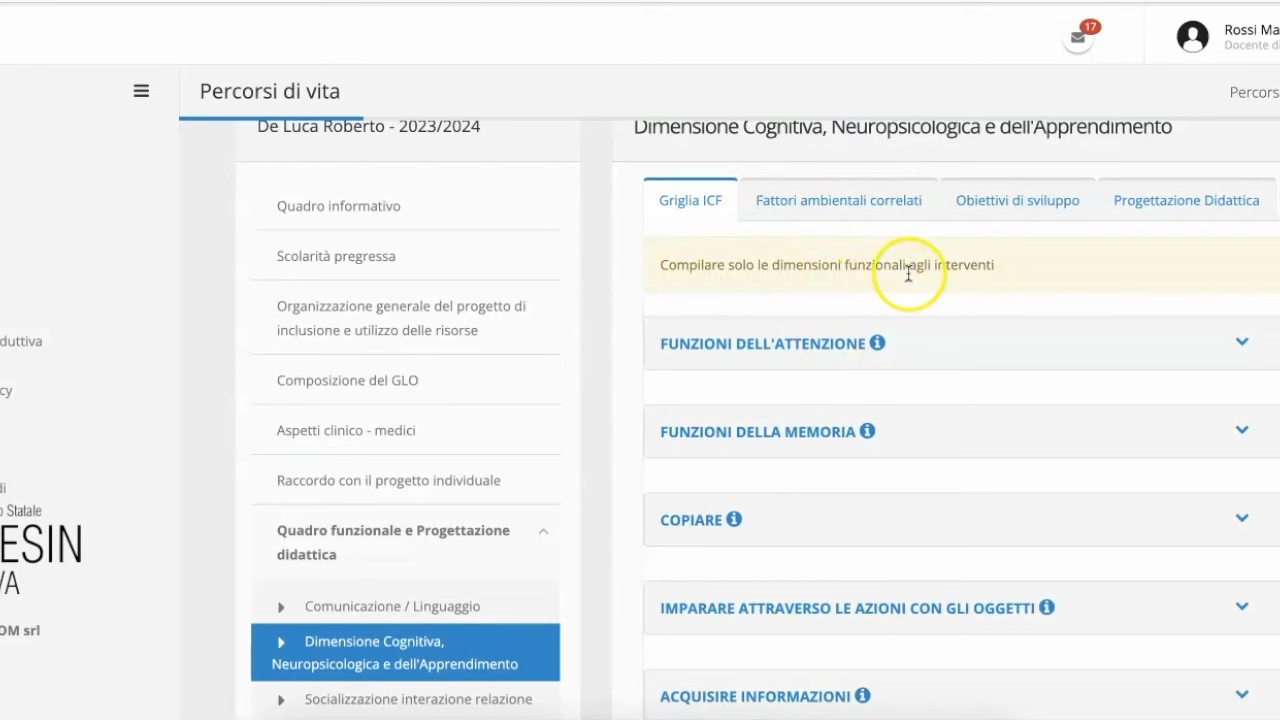 17
Rossi Ma
Docente di
Percorsi di vita
Percors
De Luca Roberto - 2023/2024
Quadro informativo
Scolarità pregressa
Organizzazione generale del progetto di
inclusione e utilizzo delle risorse
Composizione del GLO
Aspetti clinico - medici
Raccordo con il progetto individuale
Quadro funzionale e Progettazione
didattica
Comunicazione / Linguaggio
Dimensione Cognitiva,
Neuropsicologica e dell'Apprendimento
Socializzazione interazione relazione
Dimensione Cognitiva, Neuropsicologica e dell'Apprendimento
Griglia ICF
Fattori ambientali correlati
Obiettivi di sviluppo
Progettazione Didattica
Compilare solo le dimensioni funzionali agli interventi
FUNZIONI DELL'ATTENZIONE
FUNZIONI DELLA MEMORIA
COPIARE
IMPARARE ATTRAVERSO LE AZIONI CON GLI OGGETTI
ACQUISIRE INFORMAZIONI
duttiva
cy
di
o Statale
ESIN
VA
OM srl